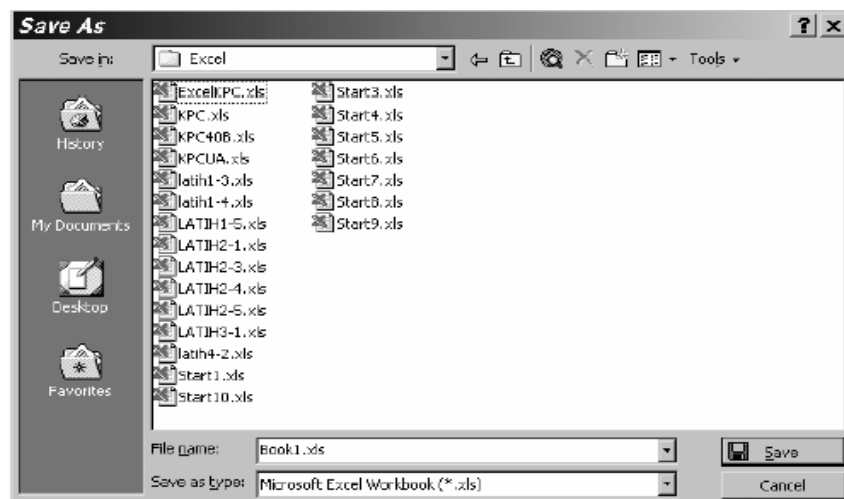 Save As
Save in: Excel Tools
History
My Documents
Desktop
Favorites
ExcelKPC.xls
KPC.xls
KPC40B.xls
KPCUA.xls
latih1-3.xls
latih1-4.xls
LATIH1-5.xls
LATIH2-1.xls
LATIH2-3.xls
LATIH2-4.xls
LATIH2-5.xls
LATIH3-1.xls
latih4-2.xls
Start1.xls
Start10.xls
Start3.xls
Start4.xls
Start5.xls
Start6.xls
Start7.xls
Start8.xls
Start9.xls
File name: Book1.xls Save
Save as type: Microsoft Excel Workbook (*.xls) Cancel